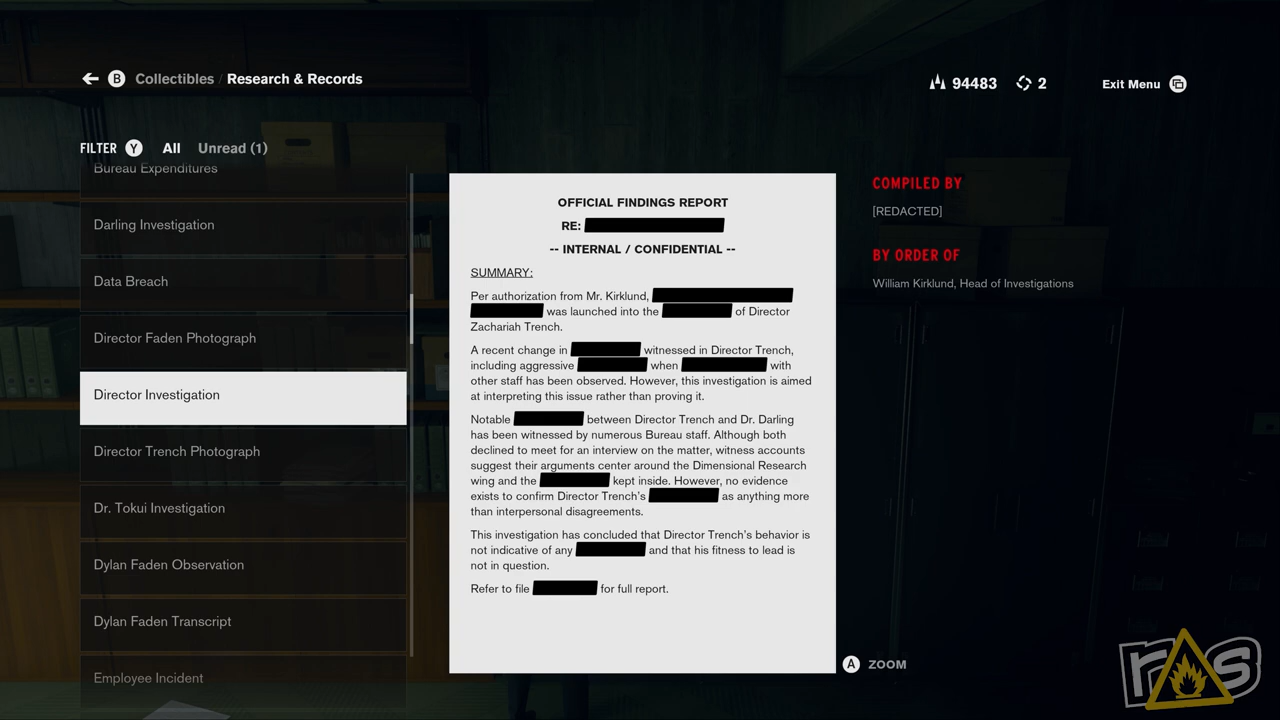 B Collectibles / Research & Records
94483 2 Exit Menu
FILTER Y All Unread (1)
Bureau Expenditures
Darling Investigation
Data Breach
Director Faden Photograph
Director Investigation
Director Trench Photograph
Dr. Tokui Investigation
Dylan Faden Observation
Dylan Faden Transcript
Employee Incident
OFFICIAL FINDINGS REPORT
RE:
-- INTERNAL / CONFIDENTIAL --
SUMMARY:
Per authorization from Mr. Kirklund,
was launched into the of Director
Zachariah Trench.
A recent change in witnessed in Director Trench,
including aggressive when with
other staff has been observed. However, this investigation is aimed
at interpreting this issue rather than proving it.
Notable between Director Trench and Dr. Darling
has been witnessed by numerous Bureau staff. Although both
declined to meet for an interview on the matter, witness accounts
suggest their arguments center around the Dimensional Research
wing and the kept inside. However, no evidence
exists to confirm Director Trench's as anything more
than interpersonal disagreements.
This investigation has concluded that Director Trench's behavior is
not indicative of any and that his fitness to lead is
not in question.
Refer to file for full report.
COMPILED BY
[REDACTED]
BY ORDER OF
William Kirklund, Head of Investigations
A ZOOM
ras